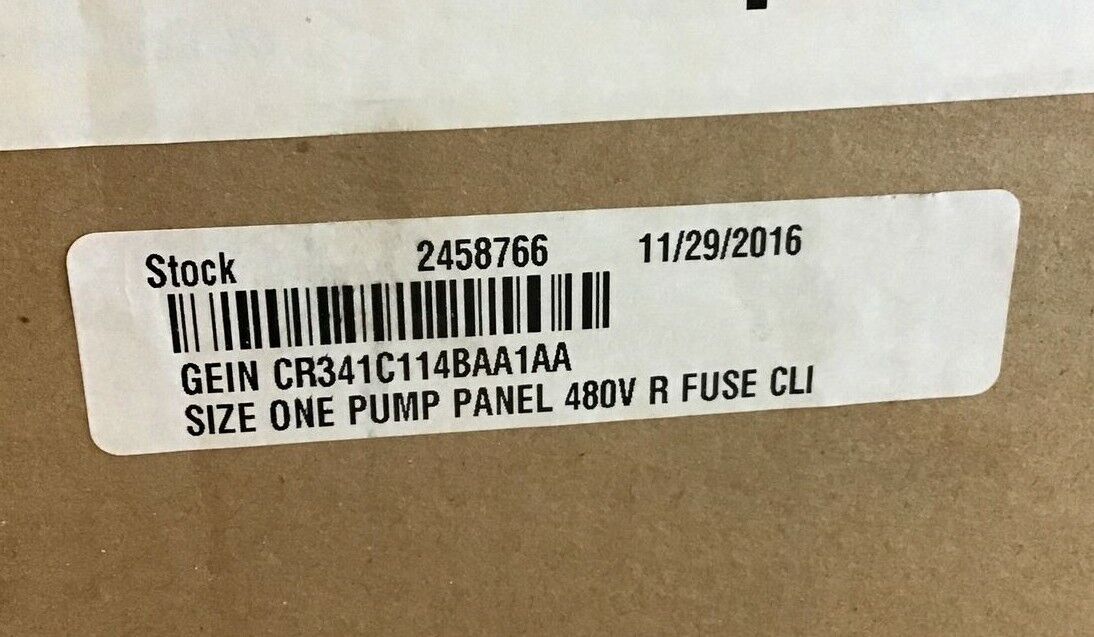 Stock 2458766 11/29/2016
GEIN CR341C114BAA1AA
SIZE ONE PUMP PANEL 480V R FUSE CLI